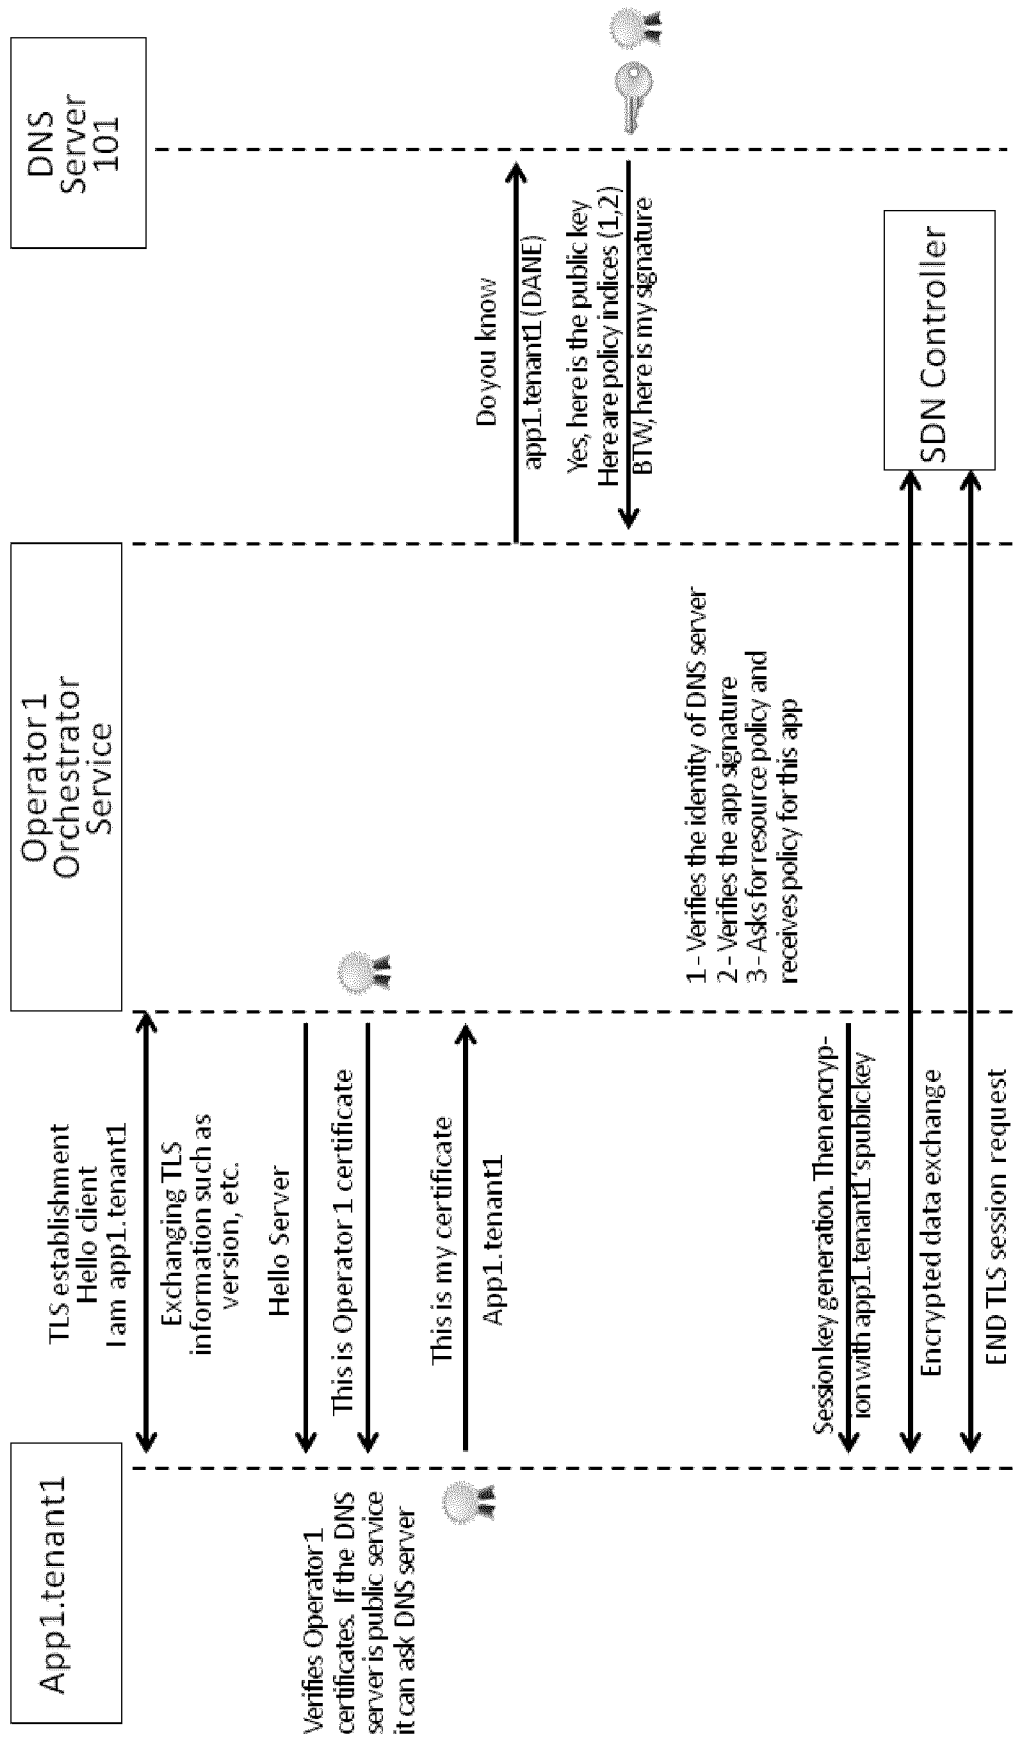 App1.tenant1
Operator 1
Orchestrator
Service
DNS
Server
101
TLS establishment
Hello client
I am app1.tenant1
Exchanging TLS
information such as
version, etc.
Hello Server
This is Operator 1 certificate
Verifies Operator 1
certificates. If the DNS
server is public service
it can ask DNS server
This is my certificate
App1.tenant1
Do you know
app1.tenant1 (DANE)
Yes, here is the public key
Here are policy indices (1,2)
BTW, here is my signature
1 - Verifies the identity of DNS server
2 - Verifies the app signature
3 - Asks for resource policy and
receives policy for this app
Session key generation. Then encryp-
ion with app1.tenant1's public key
SDN Controller
Encrypted data exchange
END TLS session request